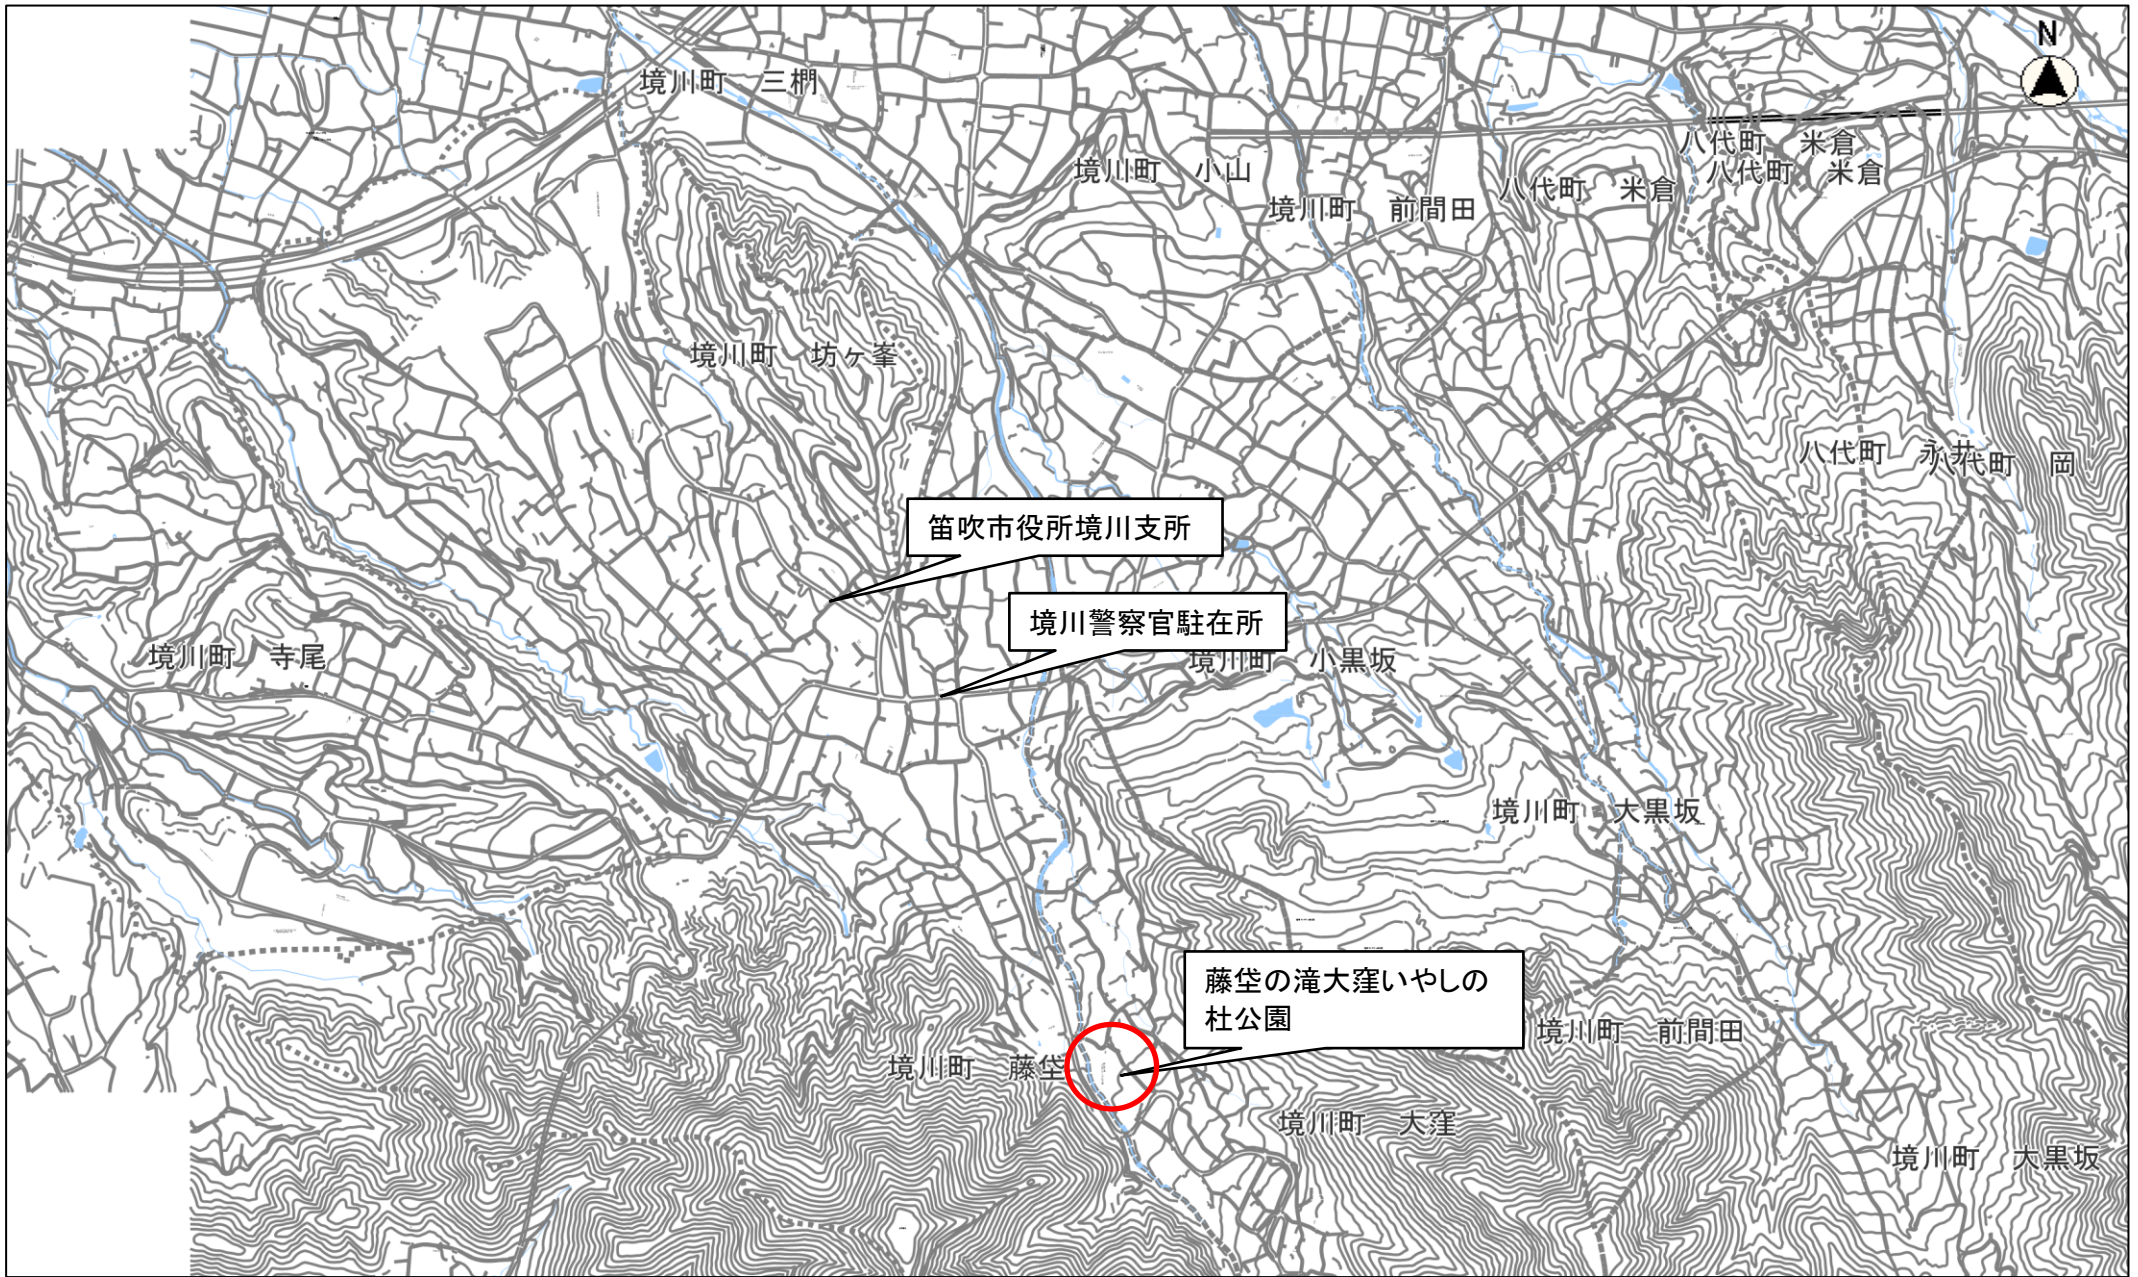 N
境川町　三椚
八代町　米倉
境川町　小山
八代町　米倉
八代町　米倉
境川町　前間田
境川町　坊ヶ峯
八代町　永井
八代町　岡
笛吹市役所境川支所
境川警察官駐在所
境川町　寺尾
境川町　小黒坂
境川町　大黒坂
藤垈の滝大窪いやしの
杜公園
境川町　前間田
境川町　藤垈
境川町　大窪
境川町　大黒坂